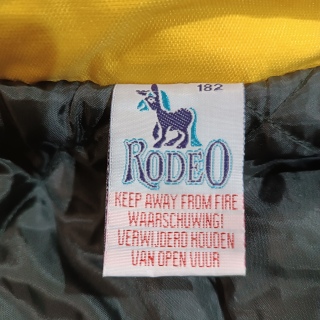 182
RODEO
KEEP AWAY FROM FIRE
WAARSCHUWING!
VERWIJDERD HOUDEN
VAN OPEN VUUR